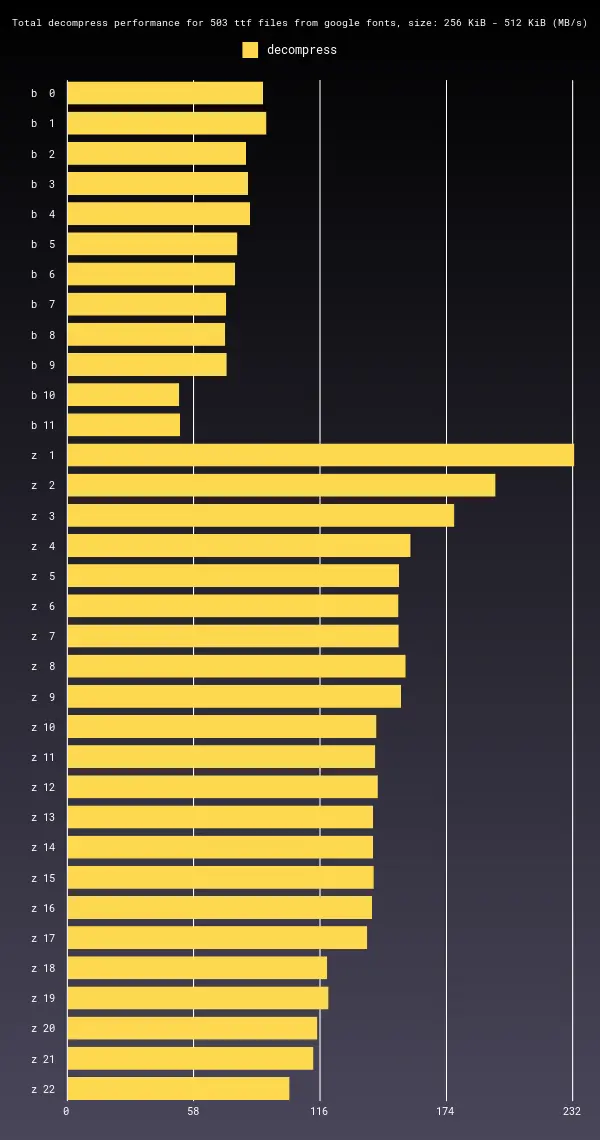 Total decompress performance for 503 ttf files from google fonts, size: 256 KiB - 512 KiB (MB/s)
decompress
b 0
b 1
b 2
b 3
b 4
b 5
b 6
b 7
b 8
b 9
b 10
b 11
z 1
z 2
z 3
z 4
z 5
z 6
z 7
z 8
z 9
z 10
z 11
z 12
z 13
z 14
z 15
z 16
z 17
z 18
z 19
z 20
z 21
z 22
0 58 116 174 232